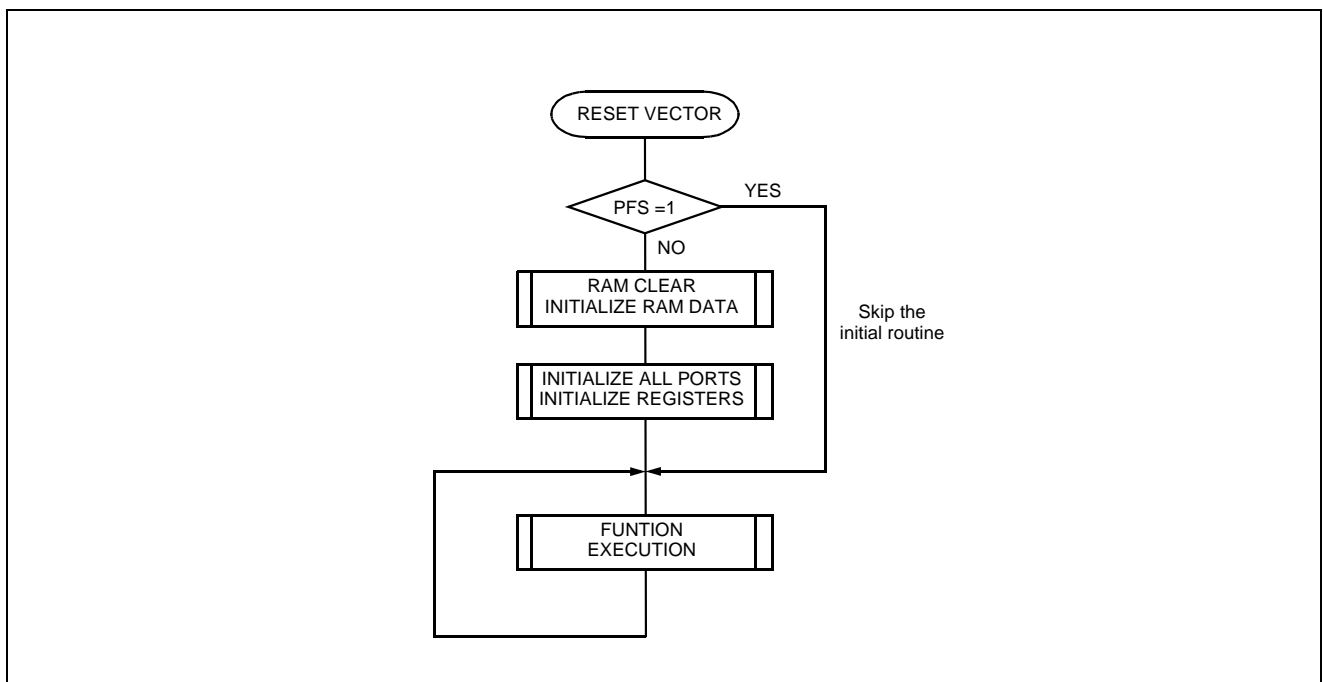 RESET VECTOR
YES
PFS =1
NO
RAM CLEAR
INITIALIZE RAM DATA
Skip the
initial routine
INITIALIZE ALL PORTS
INITIALIZE REGISTERS
FUNTION
EXECUTION